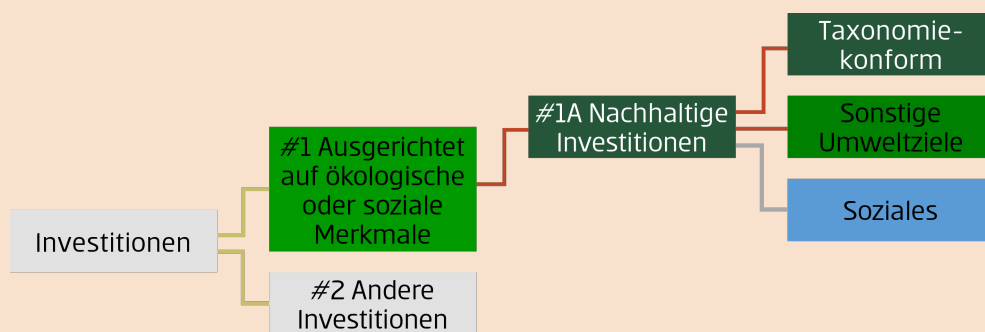 Investitionen
#1 Ausgerichtet
auf ökologische
oder soziale
Merkmale
#2 Andere
Investitionen
#1A Nachhaltige
Investitionen
Taxonomie-
konform
Sonstige
Umweltziele
Soziales